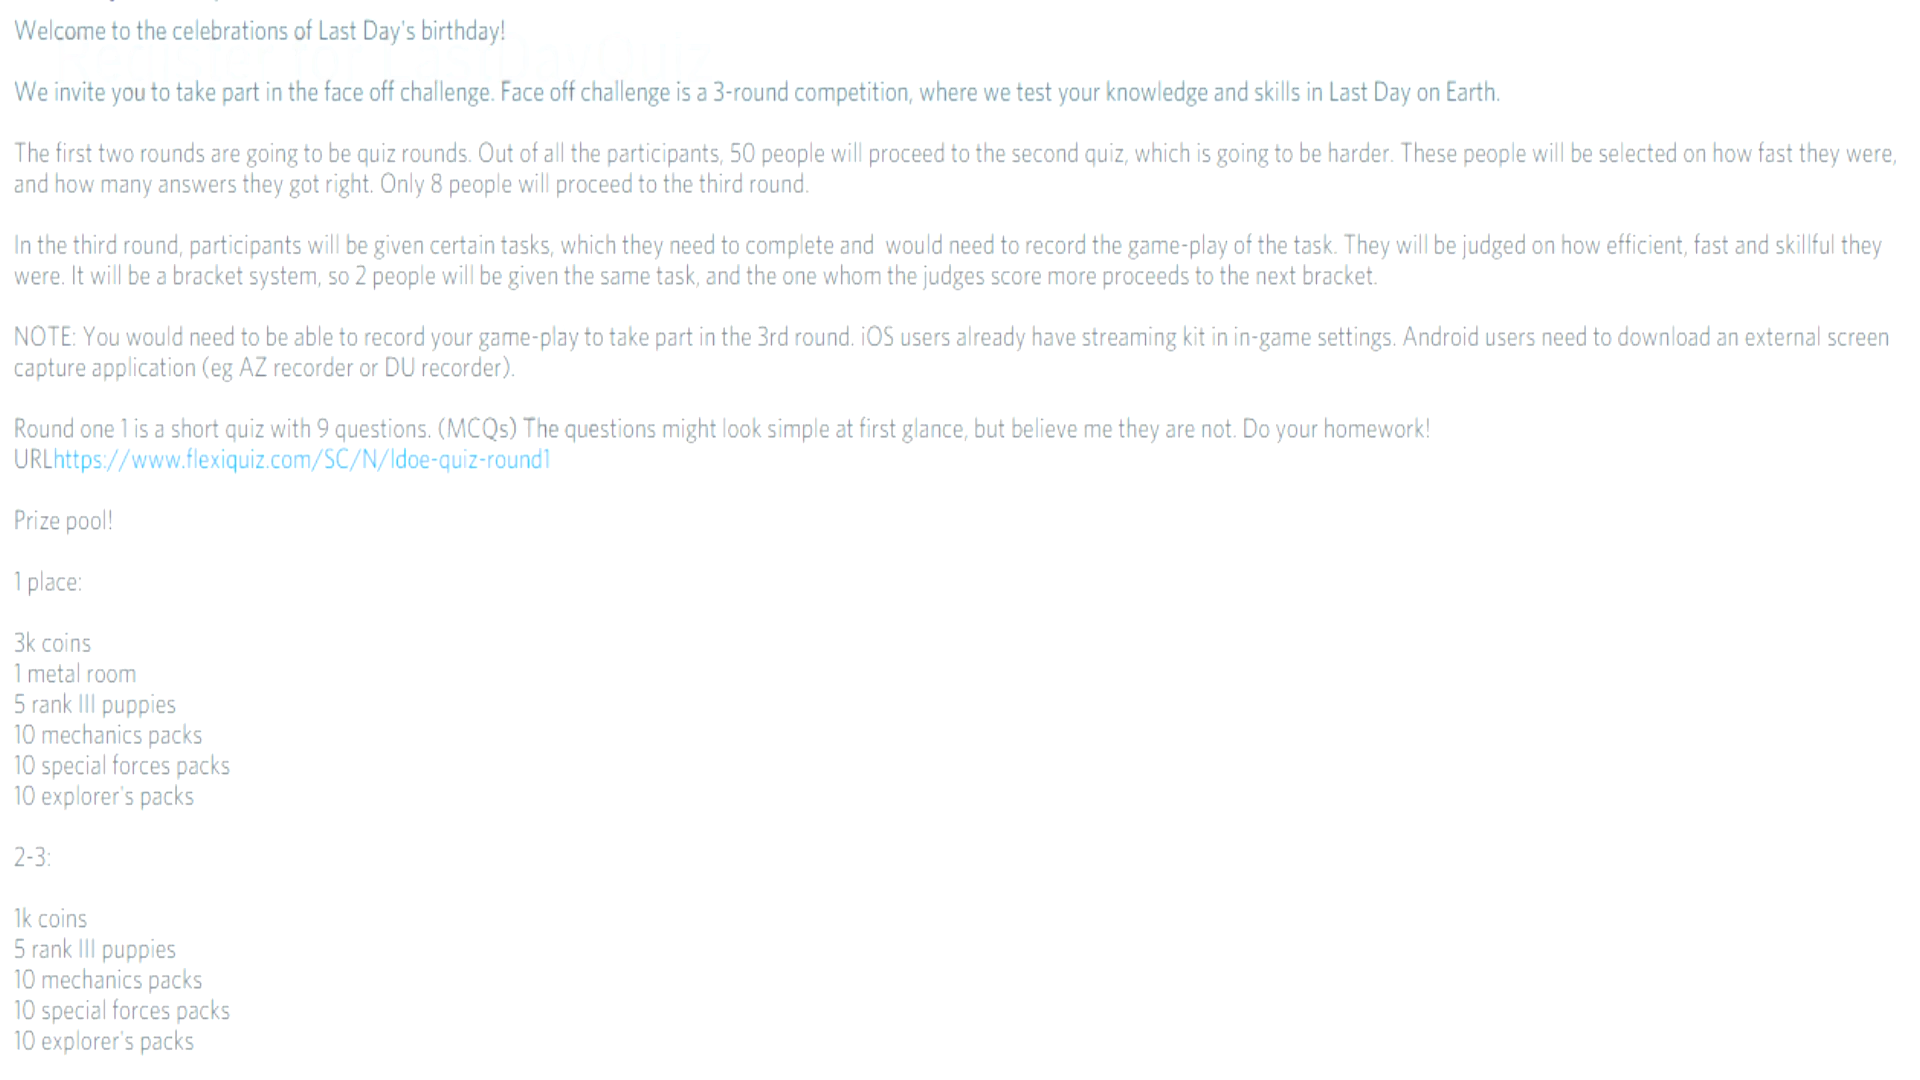 Welcome to the celebrations of Last Day's birthday!
We invite you to take part in the face off challenge. Face off challenge is a 3-round competition, where we test your knowledge and skills in Last Day on Earth.
The first two rounds are going to be quiz rounds. Out of all the participants, 50 people will proceed to the second quiz, which is going to be harder. These people will be selected on how fast they were,
and how many answers they got right. Only 8 people will proceed to the third round.
In the third round, participants will be given certain tasks, which they need to complete and  would need to record the game-play of the task. They will be judged on how efficient, fast and skillful they
were. It will be a bracket system, so 2 people will be given the same task, and the one whom the judges score more proceeds to the next bracket.
NOTE: You would need to be able to record your game-play to take part in the 3rd round. iOS users already have streaming kit in in-game settings. Android users need to download an external screen
capture application (eg AZ recorder or DU recorder).
Round one 1 is a short quiz with 9 questions. (MCQs) The questions might look simple at first glance, but believe me they are not. Do your homework!
URLhttps://www.flexiquiz.com/SC/N/ldoe-quiz-round1
Prize pool!
1 place:
3k coins
1 metal room
5 rank III puppies
10 mechanics packs
10 special forces packs
10 explorer's packs
2-3:
1k coins
5 rank III puppies
10 mechanics packs
10 special forces packs
10 explorer's packs